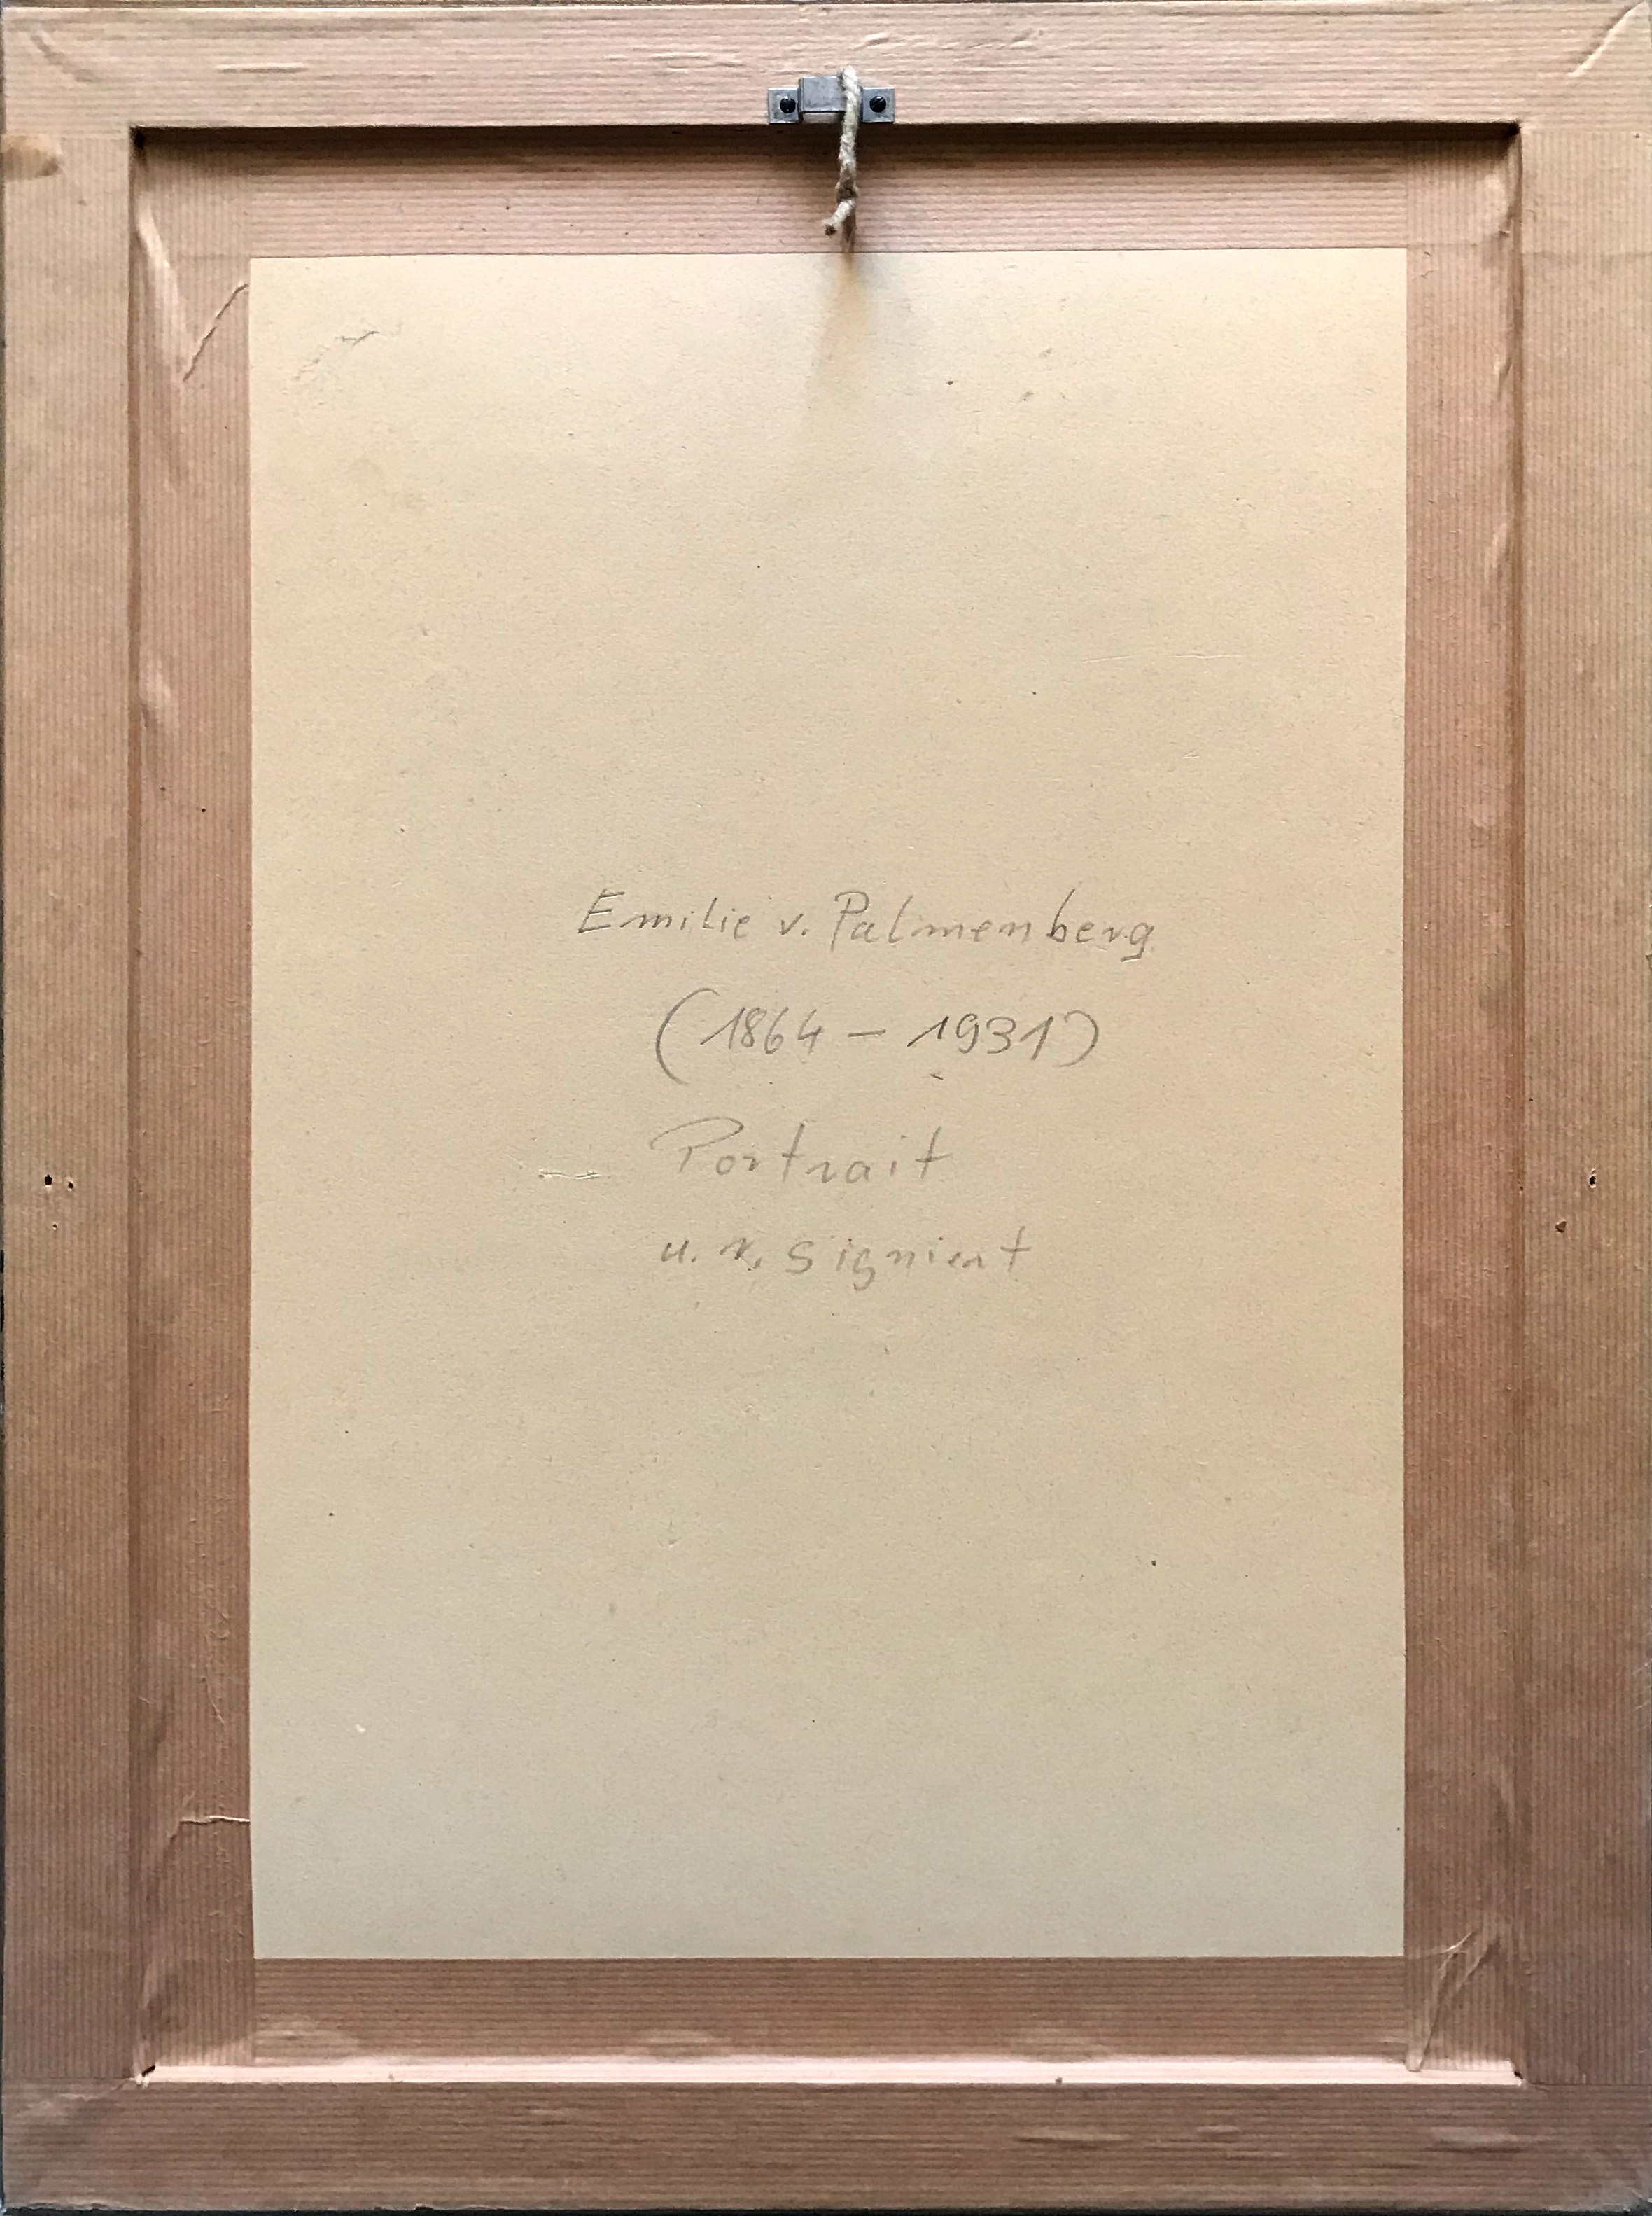 Emilie v. Palmenberg
(1864 – 1931)
Portrait
u. r. signiert